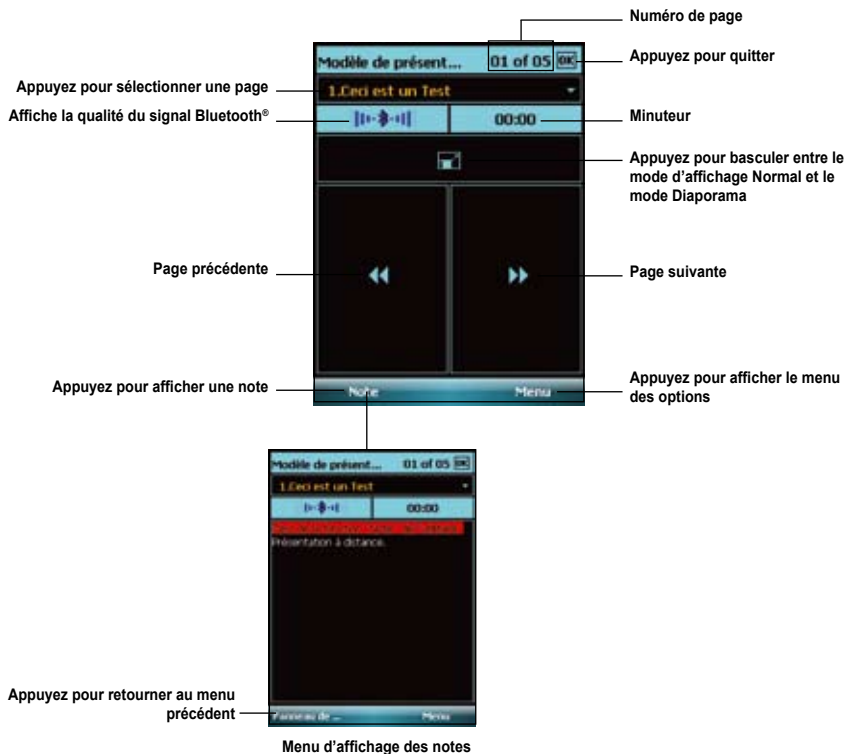 Numéro de page
Modèle de présent... 01 of 05 OK
Appuyez pour quitter
Appuyez pour sélectionner une page
1.Ceci est un Test
Affiche la qualité du signal Bluetooth®
00:00
Minuteur
Appuyez pour basculer entre le
mode d'affichage Normal et le
mode Diaporama
Page précédente
Page suivante
Appuyez pour afficher une note
Note Menu
Appuyez pour afficher le menu
des options
Modèle de présent... 01 of 05 OK
1.Ceci est un Test
00:00
Présentation à distance.
Appuyez pour retourner au menu
précédent
Panneau de ... Menu
Menu d'affichage des notes